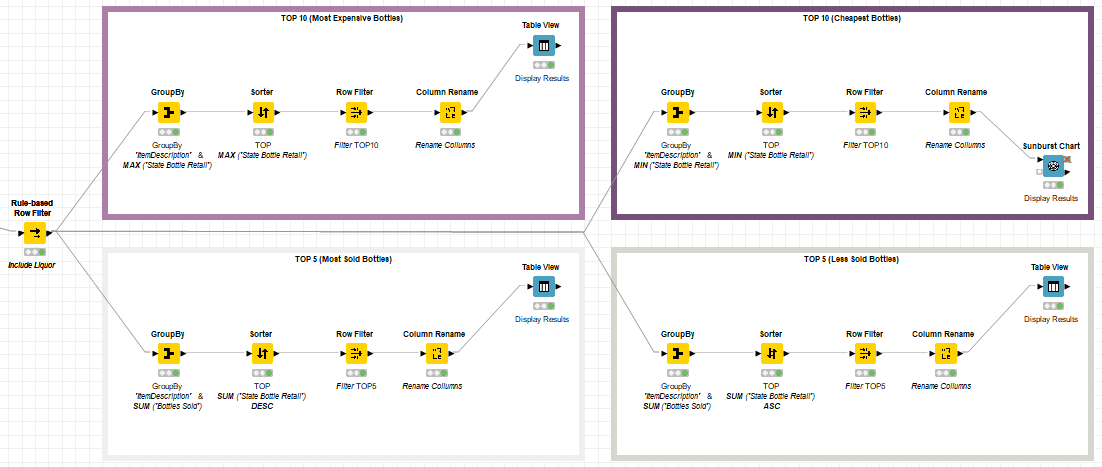 TOP 10 (Most Expensive Bottles)
Table View
Display Results
GroupBy
Sorter
Row Filter
Column Rename
GroupBy
"ItemDescription" &
MAX ("State Bottle Retail")
TOP
MAX ("State Bottle Retail")
Filter TOP10
Rename Columns
TOP 10 (Cheapest Bottles)
GroupBy
Sorter
Row Filter
Column Rename
GroupBy
"ItemDescription" &
MIN ("State Bottle Retail")
TOP
MIN ("State Bottle Retail")
Filter TOP10
Rename Columns
Sunburst Chart
Display Results
Rule-based
Row Filter
Include Liquor
TOP 5 (Most Sold Bottles)
Table View
Display Results
GroupBy
Sorter
Row Filter
Column Rename
GroupBy
"ItemDescription" &
SUM ("Bottles Sold")
TOP
SUM ("State Bottle Retail")
DESC
Filter TOP5
Rename Columns
TOP 5 (Less Sold Bottles)
Table View
Display Results
GroupBy
Sorter
Row Filter
Column Rename
GroupBy
"ItemDescription" &
SUM ("Bottles Sold")
TOP
SUM ("State Bottle Retail")
ASC
Filter TOP5
Rename Columns